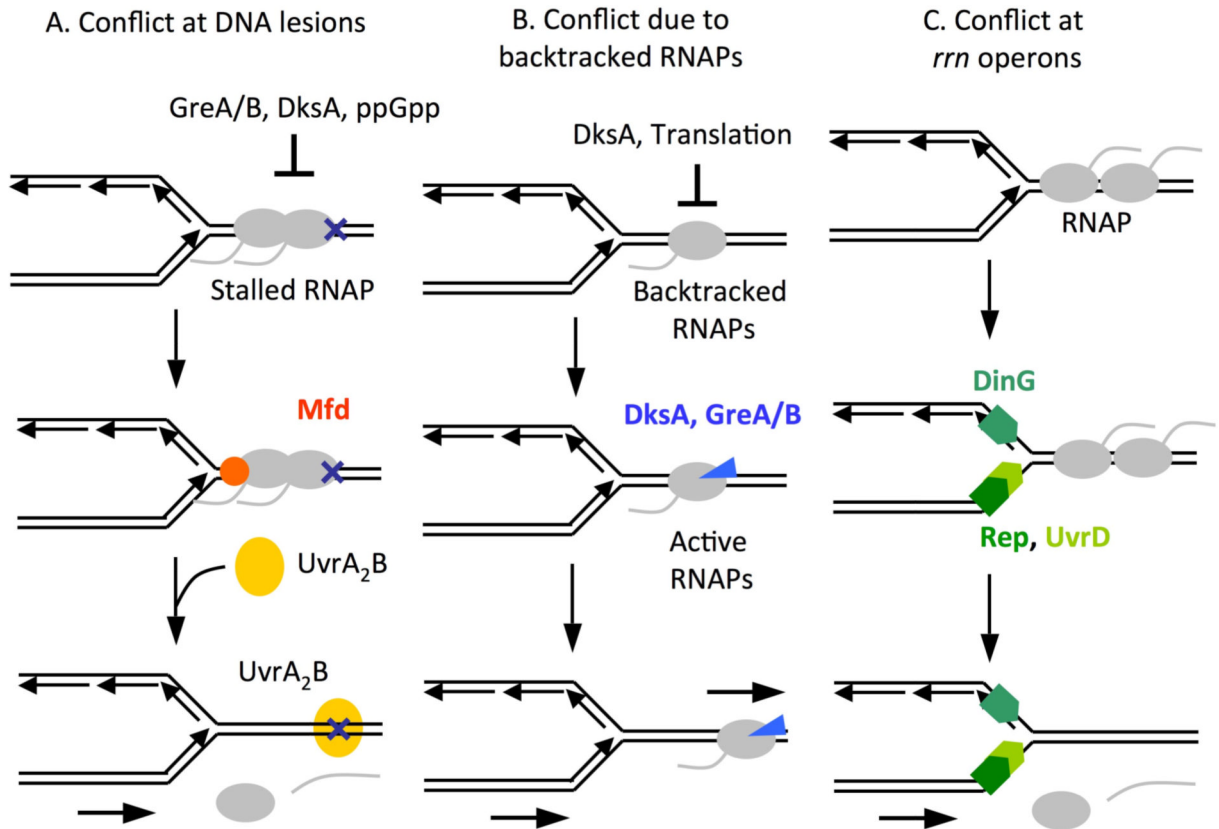 A. Conflict at DNA lesions
GreA/B, DksA, ppGpp
Stalled RNAP
Mfd
UvrA₂B
UvrA₂B
B. Conflict due to
backtracked RNAPs
DksA, Translation
Backtracked
RNAPs
DksA, GreA/B
Active
RNAPs
C. Conflict at
rrn operons
RNAP
DinG
Rep, UvrD